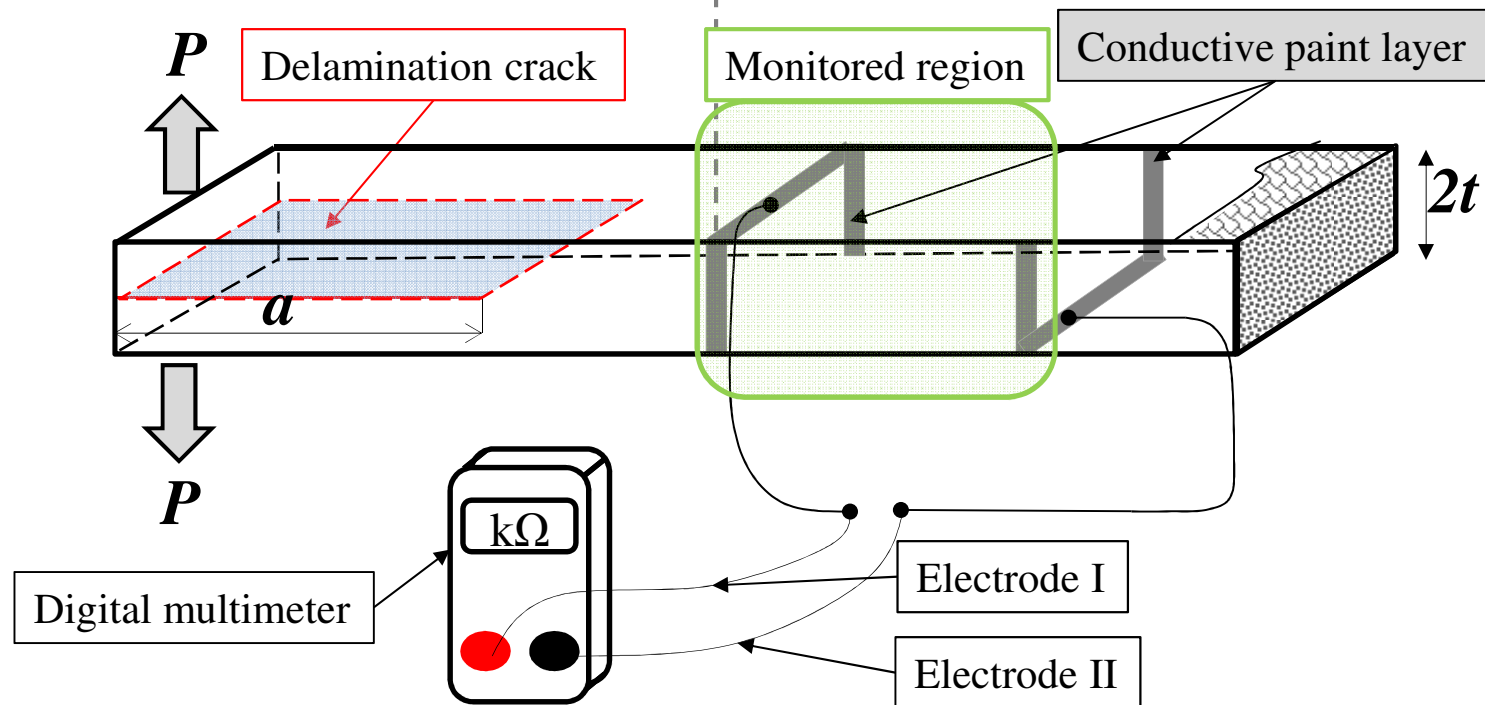 P
Delamination crack
Monitored region
Conductive paint layer
2t
a
P
kΩ
Digital multimeter
Electrode I
Electrode II